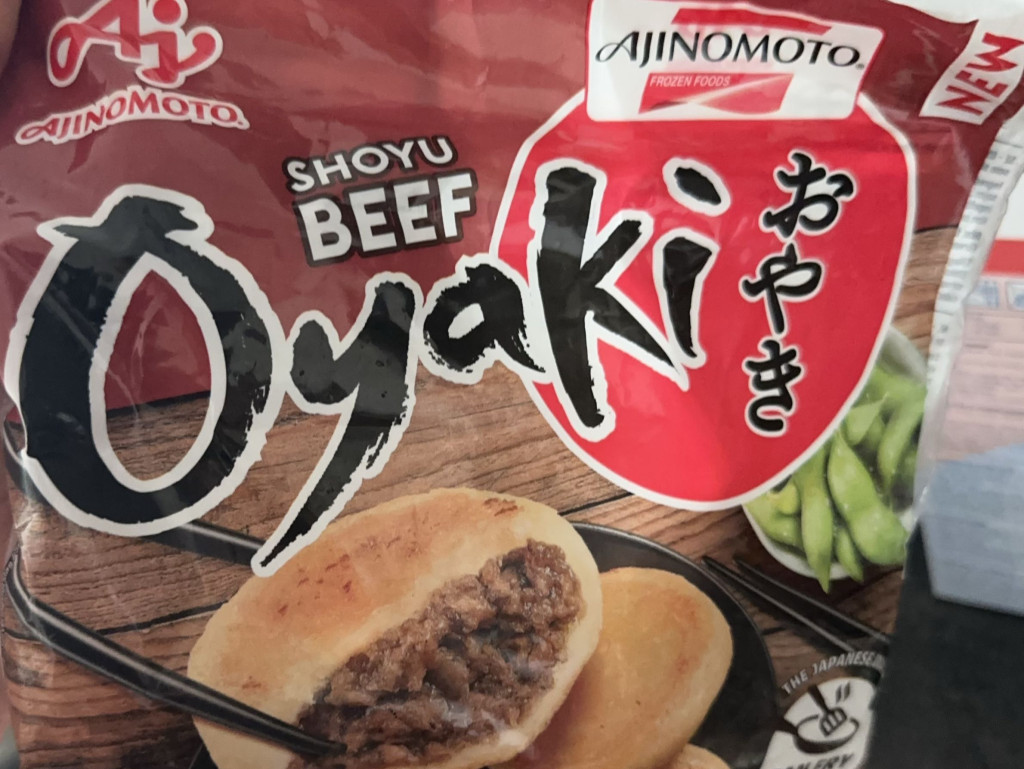 AJINOMOTO
AJINOMOTO
FROZEN FOODS
NEW
SHOYU
BEEF
Oyaki
おやき
THE JAPANESE